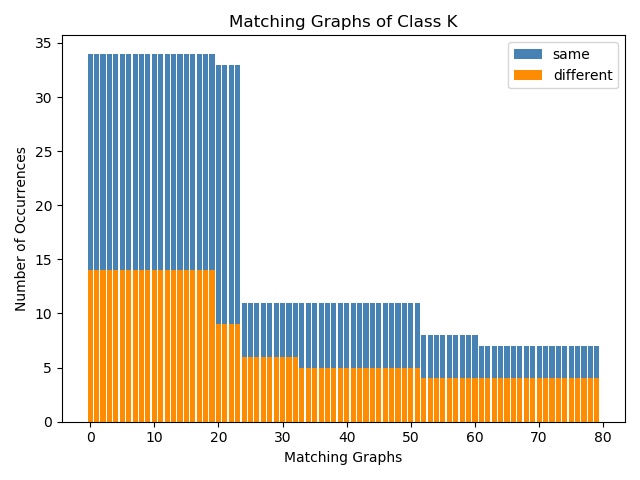 Matching Graphs of Class K
same
different
Number of Occurrences
35
30
25
20
15
10
5
0
0 10 20 30 40 50 60 70 80
Matching Graphs